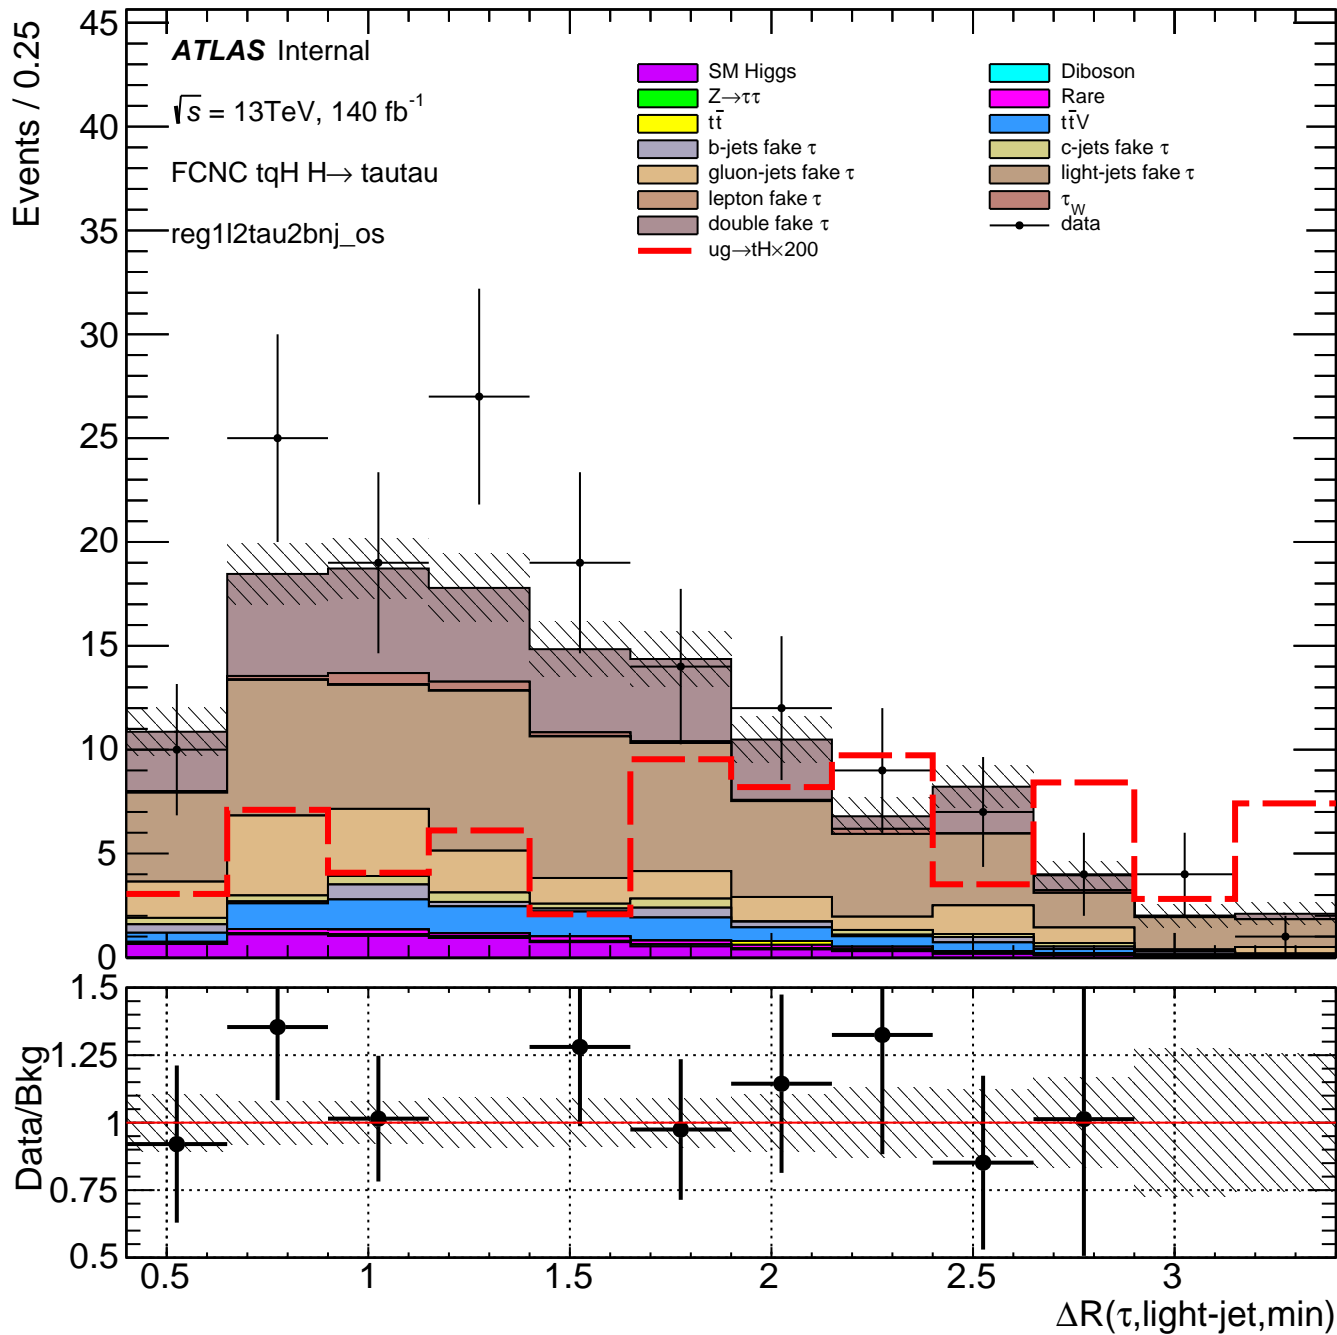 Events / 0.25
45
40
35
30
25
20
15
10
5
0
ATLAS Internal
√s = 13TeV, 140 fb⁻¹
FCNC tqH H→ tautau
reg1l2tau2bnj_os
SM Higgs
Z→ττ
tt̄
b-jets fake τ
gluon-jets fake τ
lepton fake τ
double fake τ
ug→tH×200
Diboson
Rare
tt̄V
c-jets fake τ
light-jets fake τ
τ_W
data
Data/Bkg
1.5
1.25
1
0.75
0.5
0.5 1 1.5 2 2.5 3
ΔR(τ,light-jet,min)